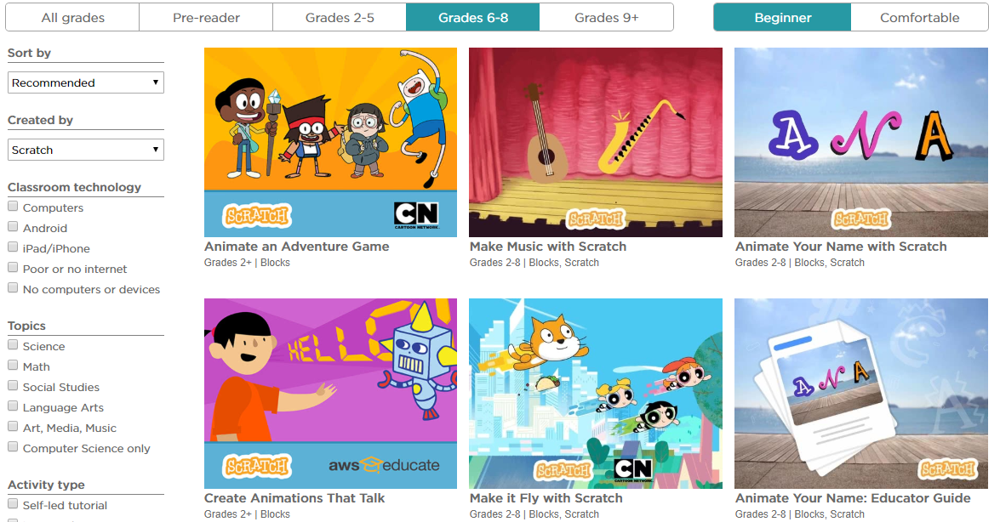 All grades
Pre-reader
Grades 2-5
Grades 6-8
Grades 9+
Beginner
Comfortable
Sort by
Recommended
Created by
Scratch
Classroom technology
Computers
Android
iPad/iPhone
Poor or no internet
No computers or devices
Topics
Science
Math
Social Studies
Language Arts
Art, Media, Music
Computer Science only
Activity type
Self-led tutorial
SCRATCH
CN
CARTOON NETWORK
Animate an Adventure Game
Grades 2+ | Blocks
SCRATCH
Make Music with Scratch
Grades 2-8 | Blocks, Scratch
ANA
SCRATCH
Animate Your Name with Scratch
Grades 2-8 | Blocks, Scratch
HELLO
SCRATCH
aws educate
Create Animations That Talk
Grades 2+ | Blocks
SCRATCH
CN
CARTOON NETWORK
Make it Fly with Scratch
Grades 2-8 | Blocks, Scratch
ANA
SCRATCH
Animate Your Name: Educator Guide
Grades 2-8 | Blocks, Scratch